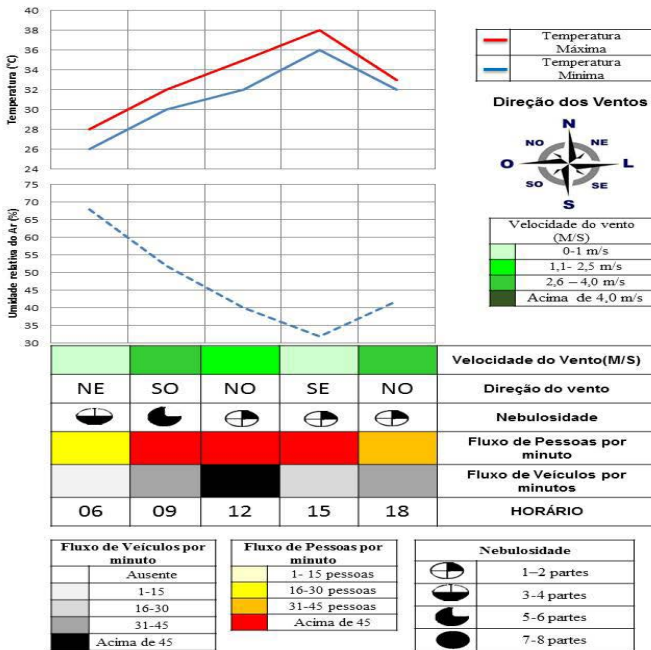 40
38
36
34
32
30
28
26
24
Temperatura (°C)
Temperatura
Máxima
Temperatura
Minima
Direção dos Ventos
N
NO
NE
O
L
SO
SE
S
75
70
65
60
55
50
45
40
35
30
Umidade relativa do Ar (%)
Velocidade do vento
(M/S)
0-1 m/s
1,1- 2,5 m/s
2,6 – 4,0 m/s
Acima de 4,0 m/s
Velocidade do Vento(M/S)
NE SO NO SE NO Direção do vento
Nebulosidade
Fluxo de Pessoas por
minuto
Fluxo de Veículos por
minutos
06 09 12 15 18 HORÁRIO
Fluxo de Veículos por
minuto
Ausente
1-15
16-30
31-45
Acima de 45
Fluxo de Pessoas por
minuto
1- 15 pessoas
16-30 pessoas
31-45 pessoas
Acima de 45
Nebulosidade
1–2 partes
3-4 partes
5-6 partes
7-8 partes